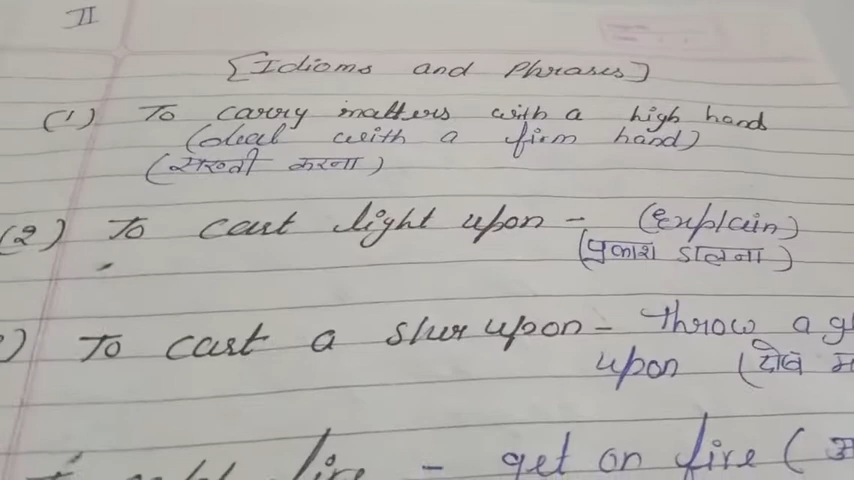 II
[Idioms and Phrases]
(1) To carry matters with a high hand
(deal with a firm hand)
(सख्ती करना)
(2) To cast light upon - (Explain)
(प्रकाश डालना)
) To cast a slur upon - throw a
upon (दोष
fire - get on fire (